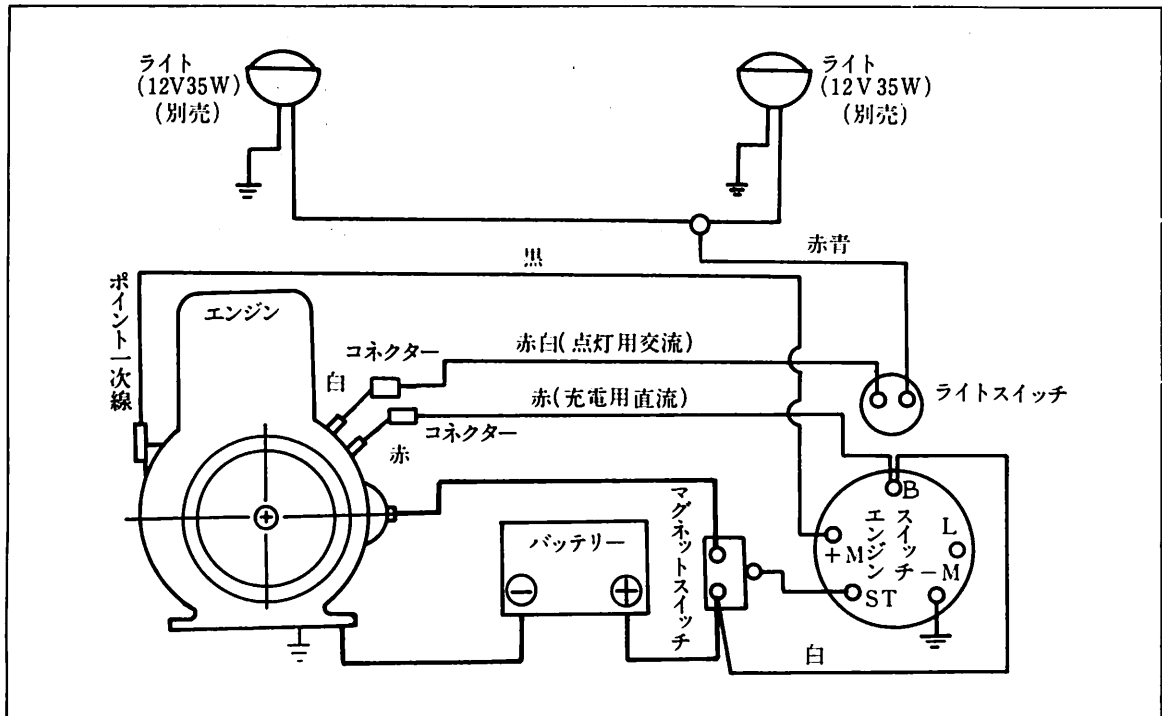 ライト
(12V35W)
(別売)
ライト
(12V35W)
(別売)
赤青
黒
ポイント一次線
エンジン
コネクター
白
赤白(点灯用交流)
ライトスイッチ
赤(充電用直流)
コネクター
赤
マグネットスイッチ
バッテリー
⊖
⊕
B
エンジン
スイッチ
L
+M
-M
ST
白